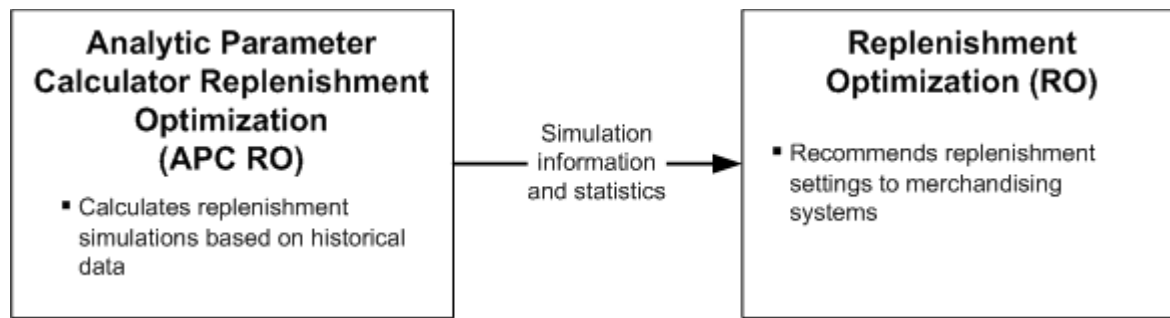 Analytic Parameter
Calculator Replenishment
Optimization
(APC RO)
▪ Calculates replenishment
simulations based on historical
data
Simulation
information
and statistics
Replenishment
Optimization (RO)
▪ Recommends replenishment
settings to merchandising
systems